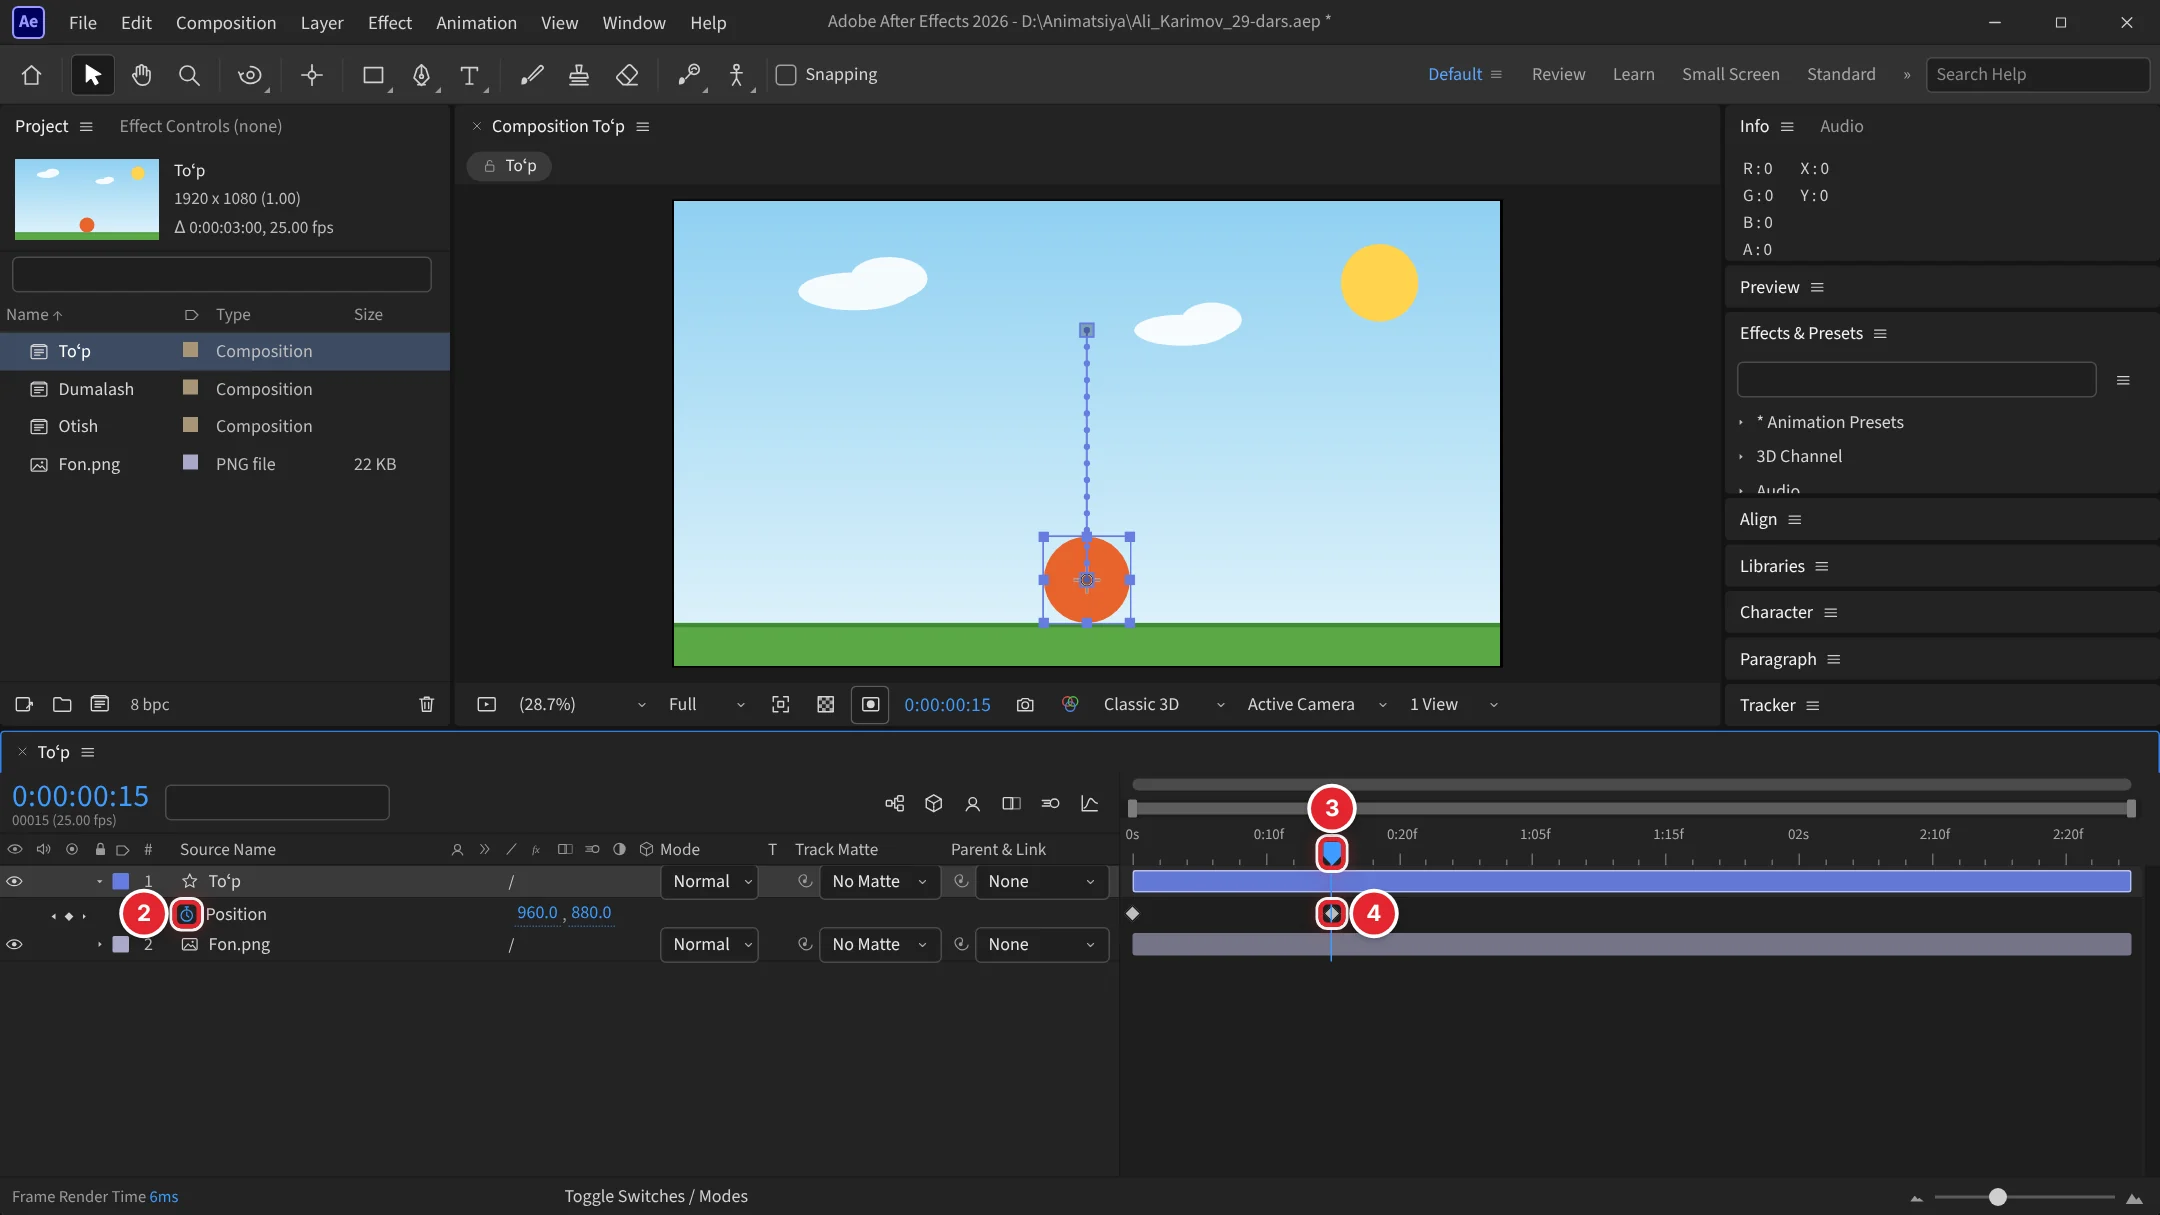 Ae File Edit Composition Layer Effect Animation View Window Help Adobe After Effects 2026 - D:\Animatsiya\Ali_Karimov_29-dars.aep *
T Snapping Default Review Learn Small Screen Standard » Search Help
Project Effect Controls (none)
Toʻp
1920 x 1080 (1.00)
Δ 0:00:03:00, 25.00 fps
Name Type Size
Toʻp Composition
Dumalash Composition
Otish Composition
Fon.png PNG file 22 KB
8 bpc
Composition Toʻp
Toʻp
(28.7%) Full 0:00:00:15 Classic 3D Active Camera 1 View
Info Audio
R : 0 X : 0
G : 0 Y : 0
B : 0
A : 0
Preview
Effects & Presets
* Animation Presets
3D Channel
Audio
Align
Libraries
Character
Paragraph
Tracker
Toʻp
0:00:00:15
00015 (25.00 fps)
3
0s 0:10f 0:20f 1:05f 1:15f 02s 2:10f 2:20f
# Source Name fx Mode T Track Matte Parent & Link
1 Toʻp Normal No Matte None
2 Position 960.0 , 880.0 4
2 Fon.png Normal No Matte None
Frame Render Time 6ms Toggle Switches / Modes